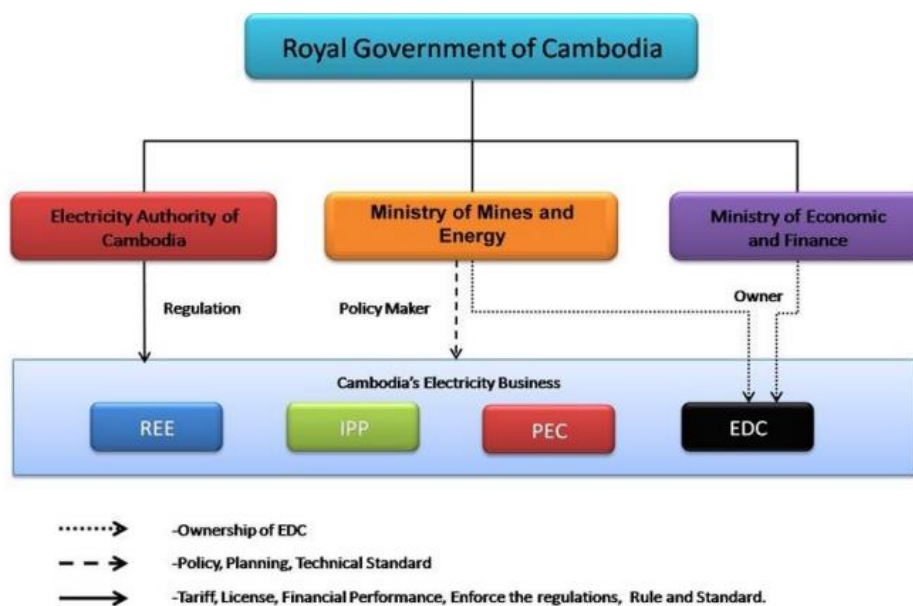 Royal Government of Cambodia
Electricity Authority of
Cambodia
Ministry of Mines and
Energy
Ministry of Economic
and Finance
Regulation
Policy Maker
Owner
Cambodia's Electricity Business
REE
IPP
PEC
EDC
-Ownership of EDC
-Policy, Planning, Technical Standard
-Tariff, License, Financial Performance, Enforce the regulations, Rule and Standard.